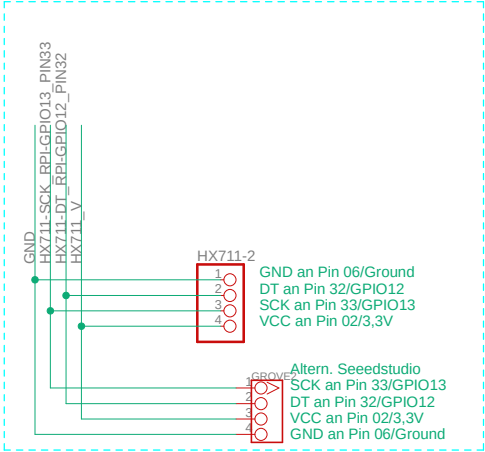 GND
HX711-SCK_RPI-GPIO13_PIN33
HX711-DT_RPI-GPIO12_PIN32
HX711_V
HX711-2
1 GND an Pin 06/Ground
2 DT an Pin 32/GPIO12
3 SCK an Pin 33/GPIO13
4 VCC an Pin 02/3,3V
Altern. Seeedstudio
GROVE2
1 SCK an Pin 33/GPIO13
2 DT an Pin 32/GPIO12
3 VCC an Pin 02/3,3V
4 GND an Pin 06/Ground